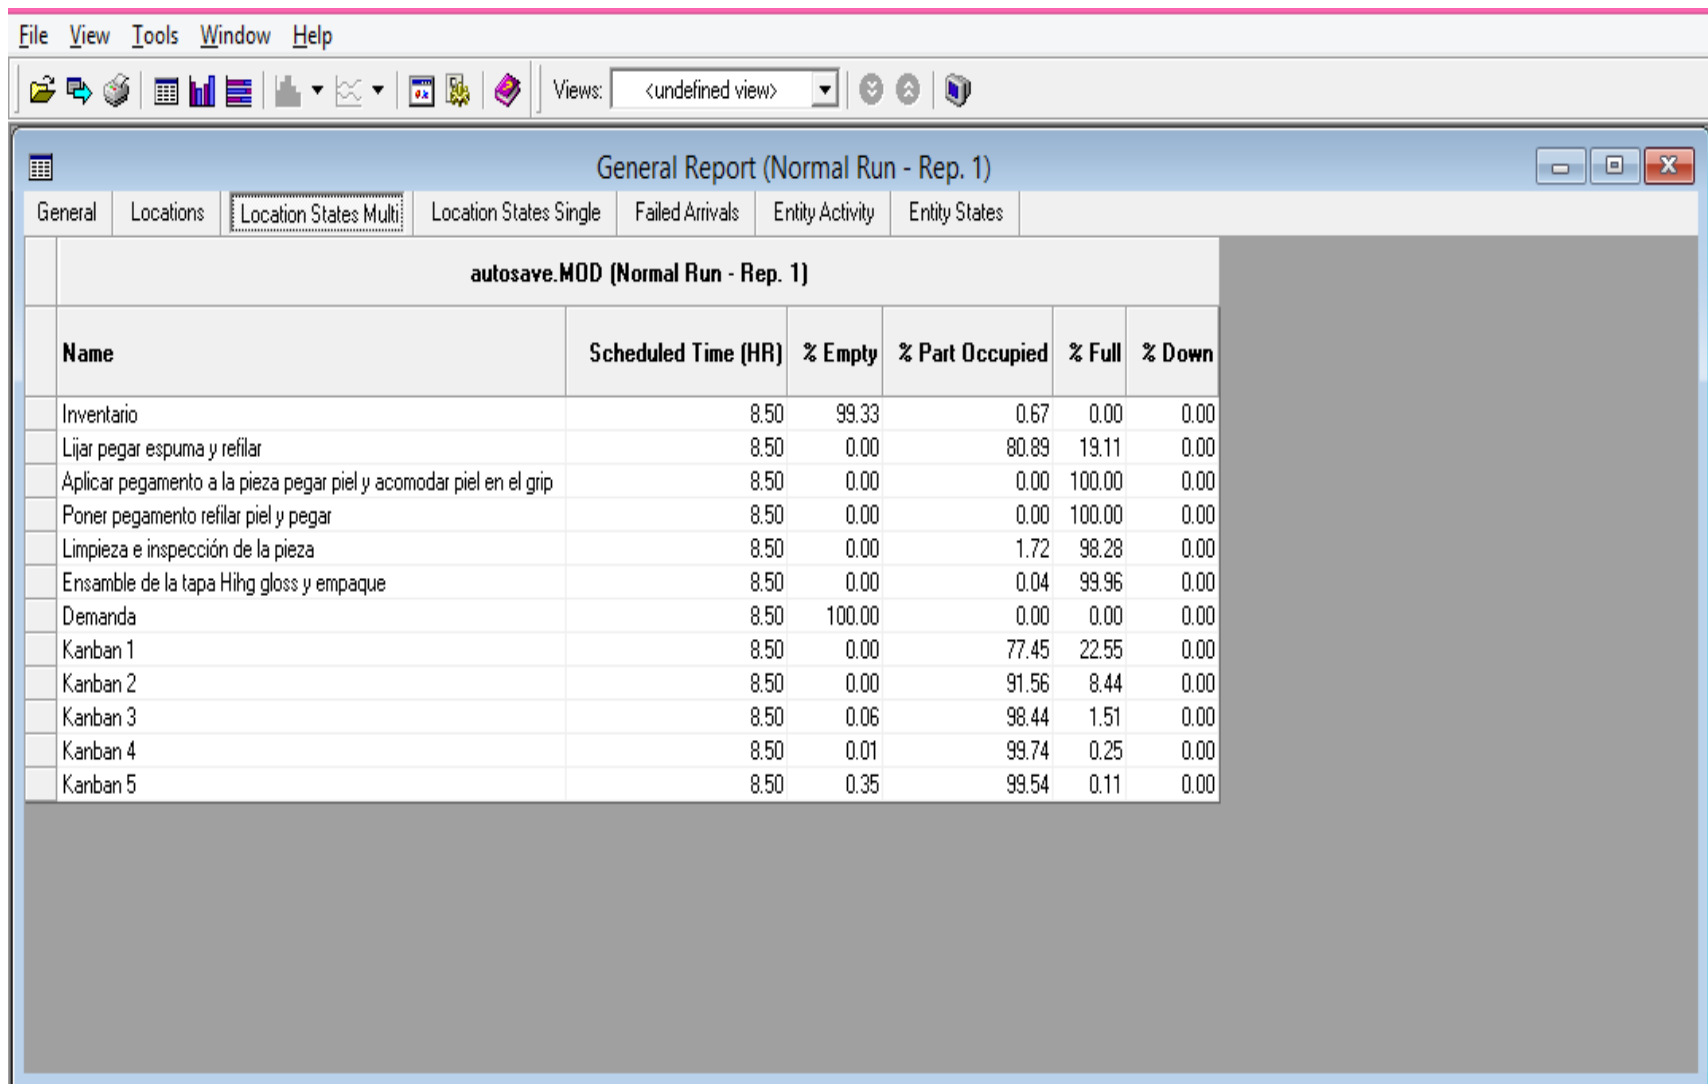 File View Tools Window Help
Views: <undefined view>
General Report (Normal Run - Rep. 1)
General Locations Location States Multi Location States Single Failed Arrivals Entity Activity Entity States
autosave.MOD (Normal Run - Rep. 1)
Name Scheduled Time (HR) % Empty % Part Occupied % Full % Down
Inventario 8.50 99.33 0.67 0.00 0.00
Lijar pegar espuma y refilar 8.50 0.00 80.89 19.11 0.00
Aplicar pegamento a la pieza pegar piel y acomodar piel en el grip 8.50 0.00 0.00 100.00 0.00
Poner pegamento refilar piel y pegar 8.50 0.00 0.00 100.00 0.00
Limpieza e inspección de la pieza 8.50 0.00 1.72 98.28 0.00
Ensamble de la tapa Hihg gloss y empaque 8.50 0.00 0.04 99.96 0.00
Demanda 8.50 100.00 0.00 0.00 0.00
Kanban 1 8.50 0.00 77.45 22.55 0.00
Kanban 2 8.50 0.00 91.56 8.44 0.00
Kanban 3 8.50 0.06 98.44 1.51 0.00
Kanban 4 8.50 0.01 99.74 0.25 0.00
Kanban 5 8.50 0.35 99.54 0.11 0.00